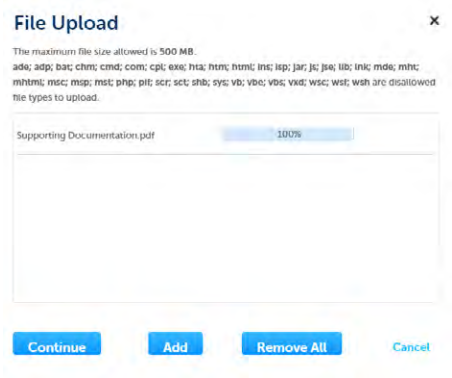 File Upload ×
The maximum file size allowed is 500 MB.
ade; adp; bat; chm; cmd; com; cpl; exe; hta; htm; html; ins; isp; jar; js; jse; lib; lnk; mde; mht;
mhtml; msc; msp; mst; php; pif; scr; sct; shb; sys; vb; vbe; vbs; vxd; wsc; wsf; wsh are disallowed
file types to upload.
Supporting Documentation.pdf 100%
Continue Add Remove All Cancel